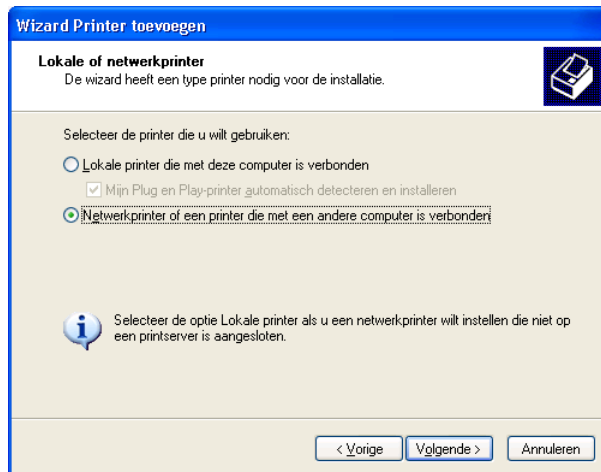 Wizard Printer toevoegen
Lokale of netwerkprinter
De wizard heeft een type printer nodig voor de installatie.
Selecteer de printer die u wilt gebruiken:
Lokale printer die met deze computer is verbonden
Mijn Plug en Play-printer automatisch detecteren en installeren
Netwerkprinter of een printer die met een andere computer is verbonden
Selecteer de optie Lokale printer als u een netwerkprinter wilt instellen die niet op
een printserver is aangesloten.
< Vorige Volgende > Annuleren